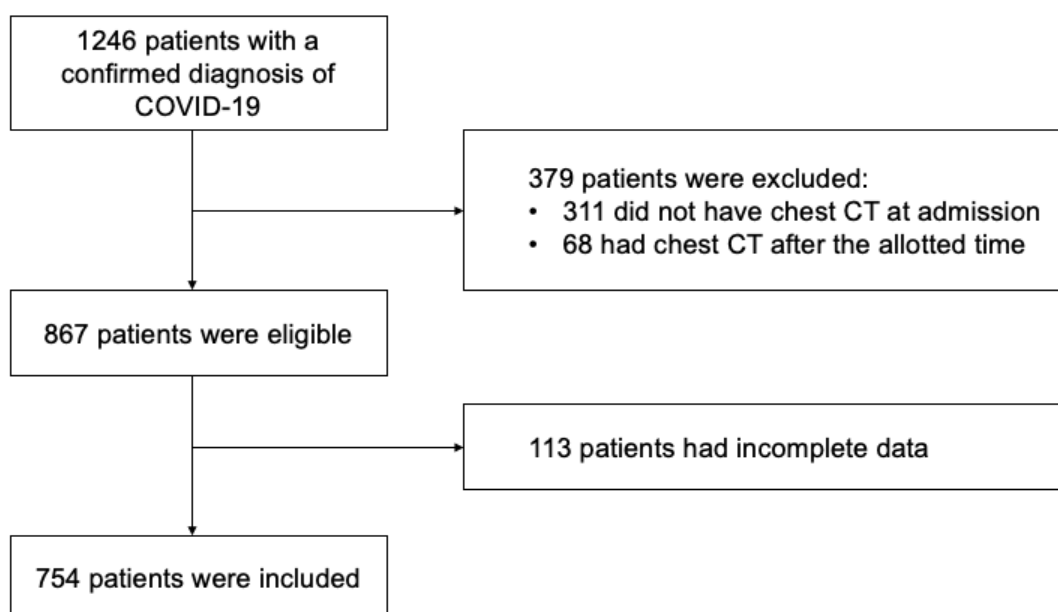 1246 patients with a
confirmed diagnosis of
COVID-19
379 patients were excluded:
• 311 did not have chest CT at admission
• 68 had chest CT after the allotted time
867 patients were eligible
113 patients had incomplete data
754 patients were included